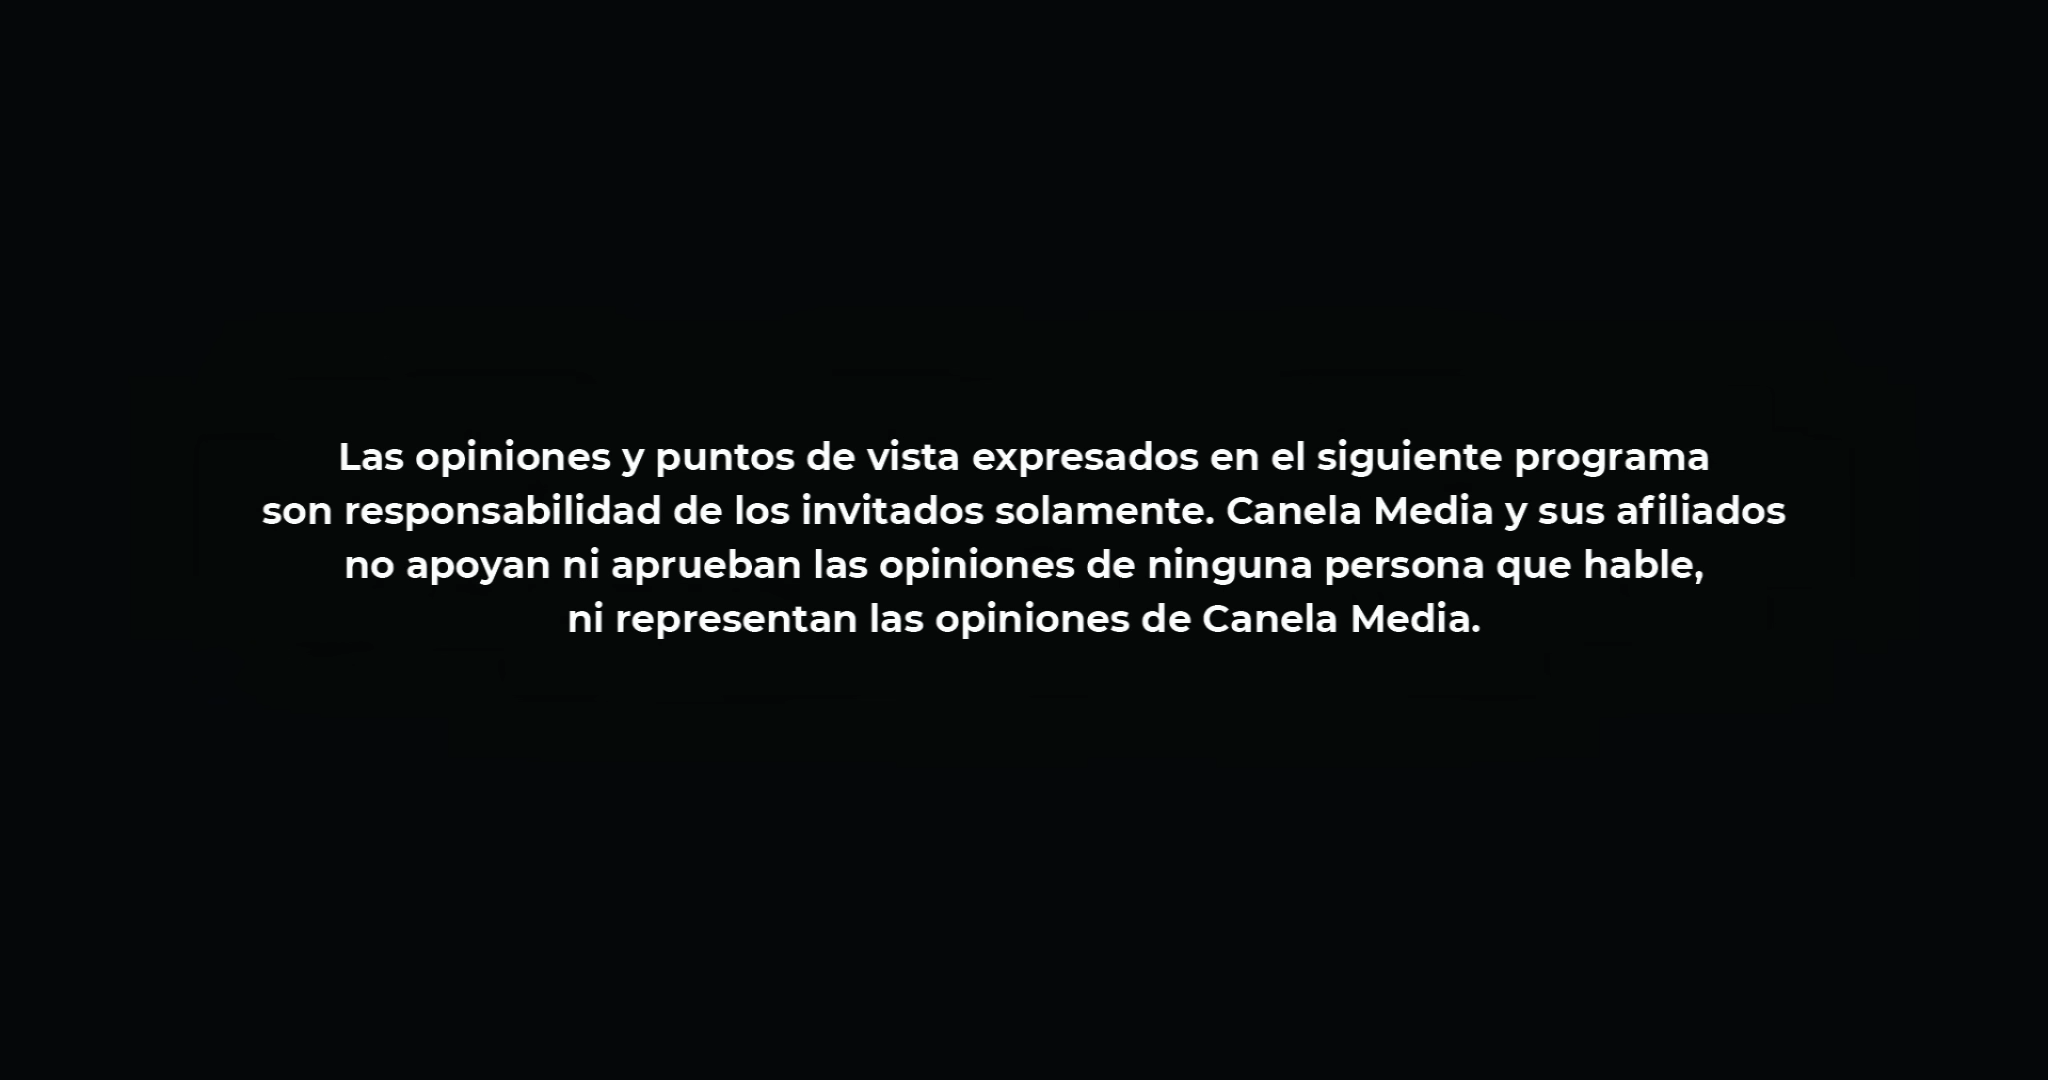 Las opiniones y puntos de vista expresados en el siguiente programa
son responsabilidad de los invitados solamente. Canela Media y sus afiliados
no apoyan ni aprueban las opiniones de ninguna persona que hable,
ni representan las opiniones de Canela Media.